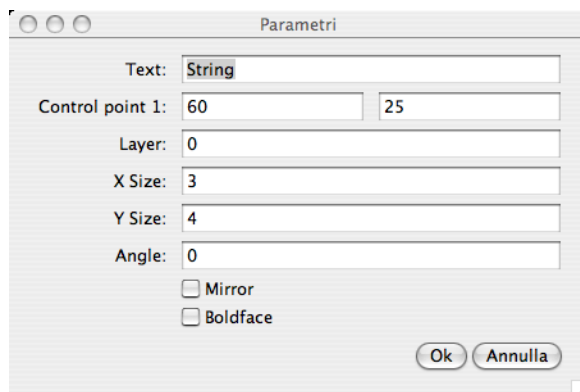 Parametri
Text: String
Control point 1: 60 25
Layer: 0
X Size: 3
Y Size: 4
Angle: 0
Mirror
Boldface
Ok Annulla